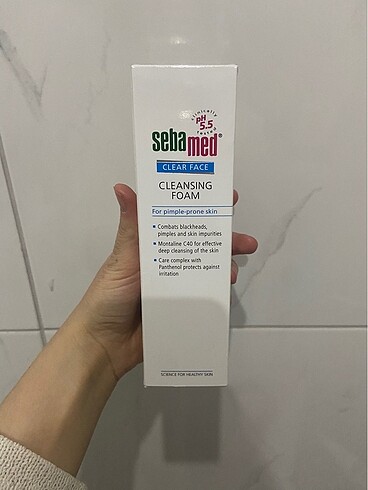 clinically tested
pH
5.5
sebamed®
CLEAR FACE
CLEANSING
FOAM
For pimple-prone skin
Combats blackheads,
pimples and skin impurities
Montaline C40 for effective
deep cleansing of the skin
Care complex with
Panthenol protects against
irritation
SCIENCE FOR HEALTHY SKIN